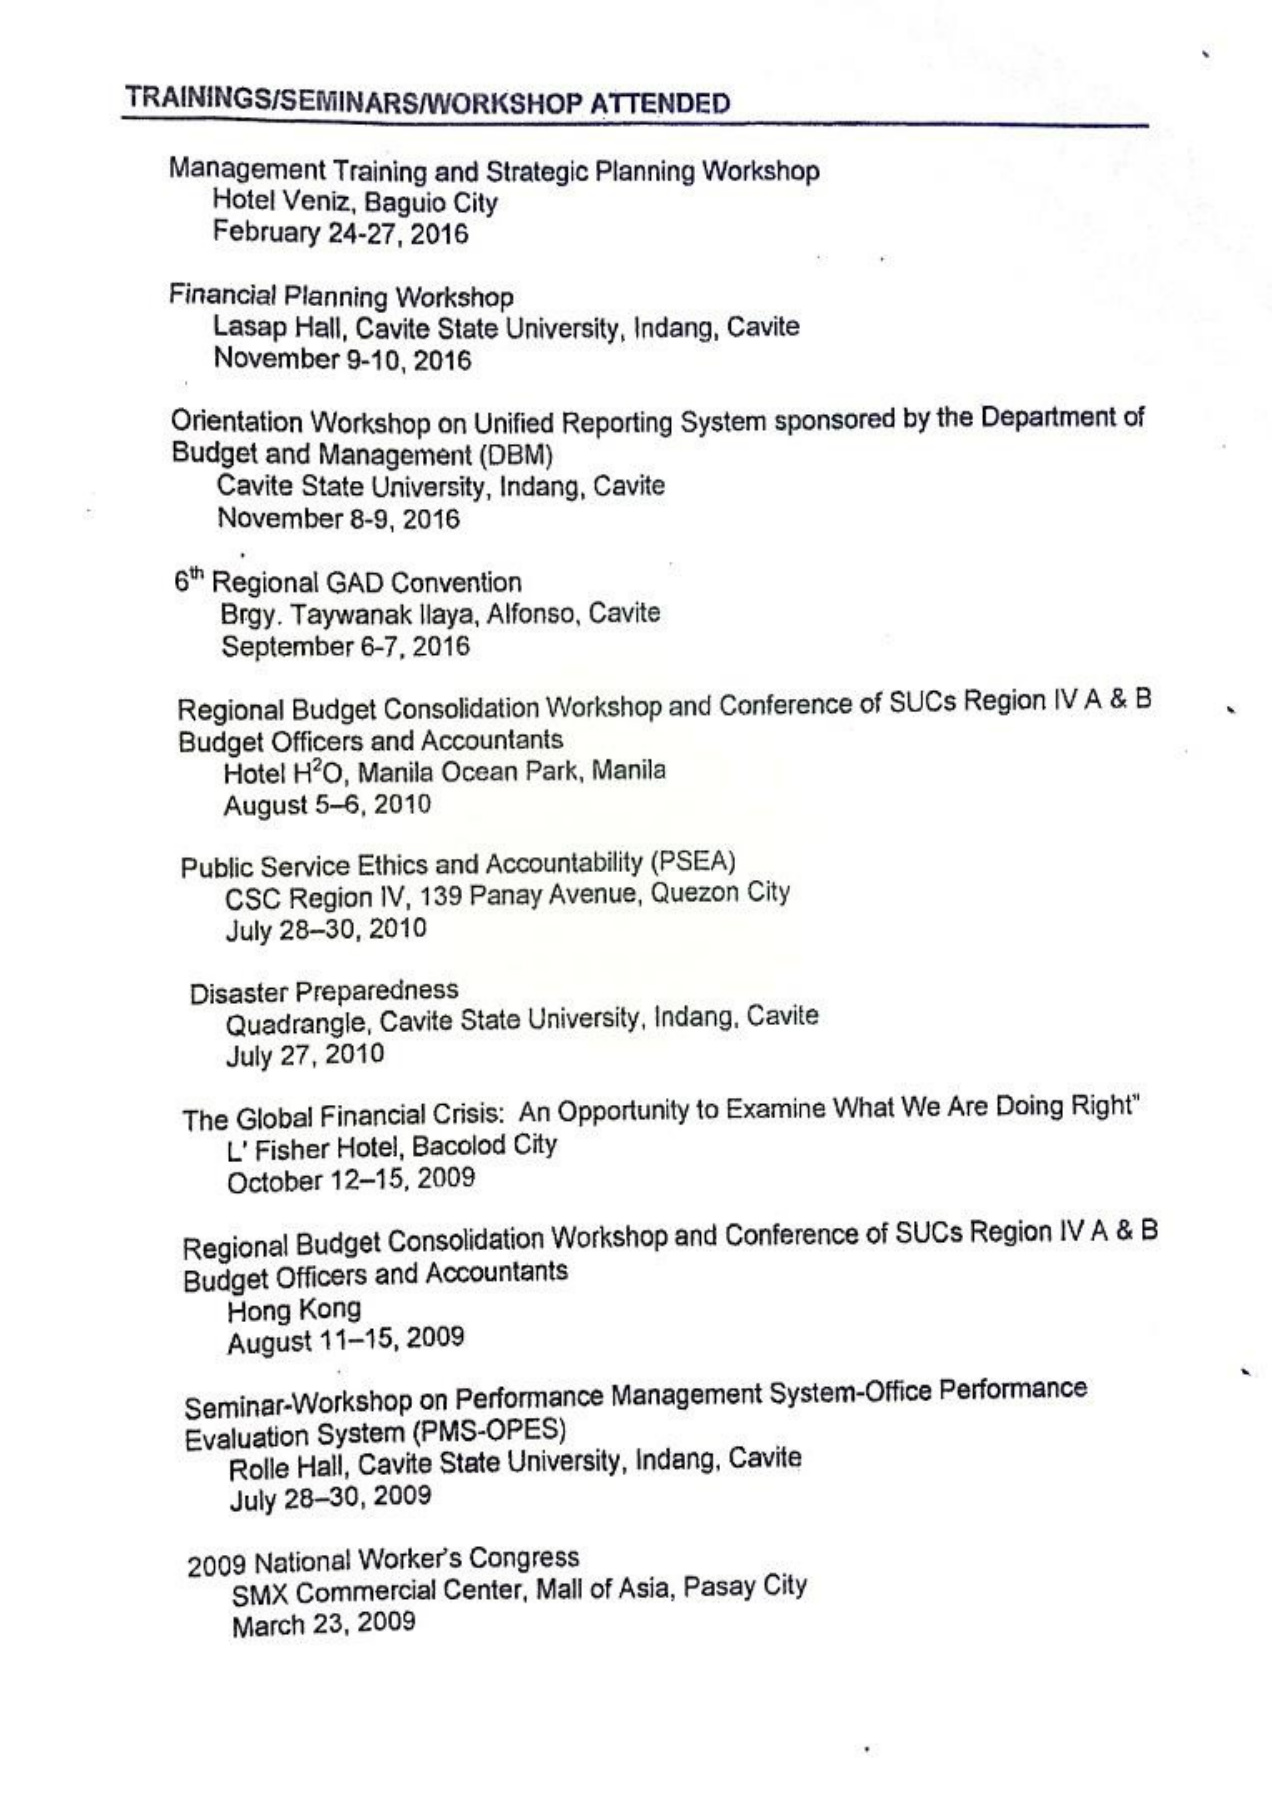 TRAININGS/SEMINARS/WORKSHOP ATTENDED
Management Training and Strategic Planning Workshop
Hotel Veniz, Baguio City
February 24-27, 2016
Financial Planning Workshop
Lasap Hall, Cavite State University, Indang, Cavite
November 9-10, 2016
Orientation Workshop on Unified Reporting System sponsored by the Department of
Budget and Management (DBM)
Cavite State University, Indang, Cavite
November 8-9, 2016
6th Regional GAD Convention
Brgy. Taywanak Ilaya, Alfonso, Cavite
September 6-7, 2016
Regional Budget Consolidation Workshop and Conference of SUCs Region IV A & B
Budget Officers and Accountants
Hotel H²O, Manila Ocean Park, Manila
August 5–6, 2010
Public Service Ethics and Accountability (PSEA)
CSC Region IV, 139 Panay Avenue, Quezon City
July 28–30, 2010
Disaster Preparedness
Quadrangle, Cavite State University, Indang, Cavite
July 27, 2010
The Global Financial Crisis: An Opportunity to Examine What We Are Doing Right"
L' Fisher Hotel, Bacolod City
October 12–15, 2009
Regional Budget Consolidation Workshop and Conference of SUCs Region IV A & B
Budget Officers and Accountants
Hong Kong
August 11–15, 2009
Seminar-Workshop on Performance Management System-Office Performance
Evaluation System (PMS-OPES)
Rolle Hall, Cavite State University, Indang, Cavite
July 28–30, 2009
2009 National Worker's Congress
SMX Commercial Center, Mall of Asia, Pasay City
March 23, 2009